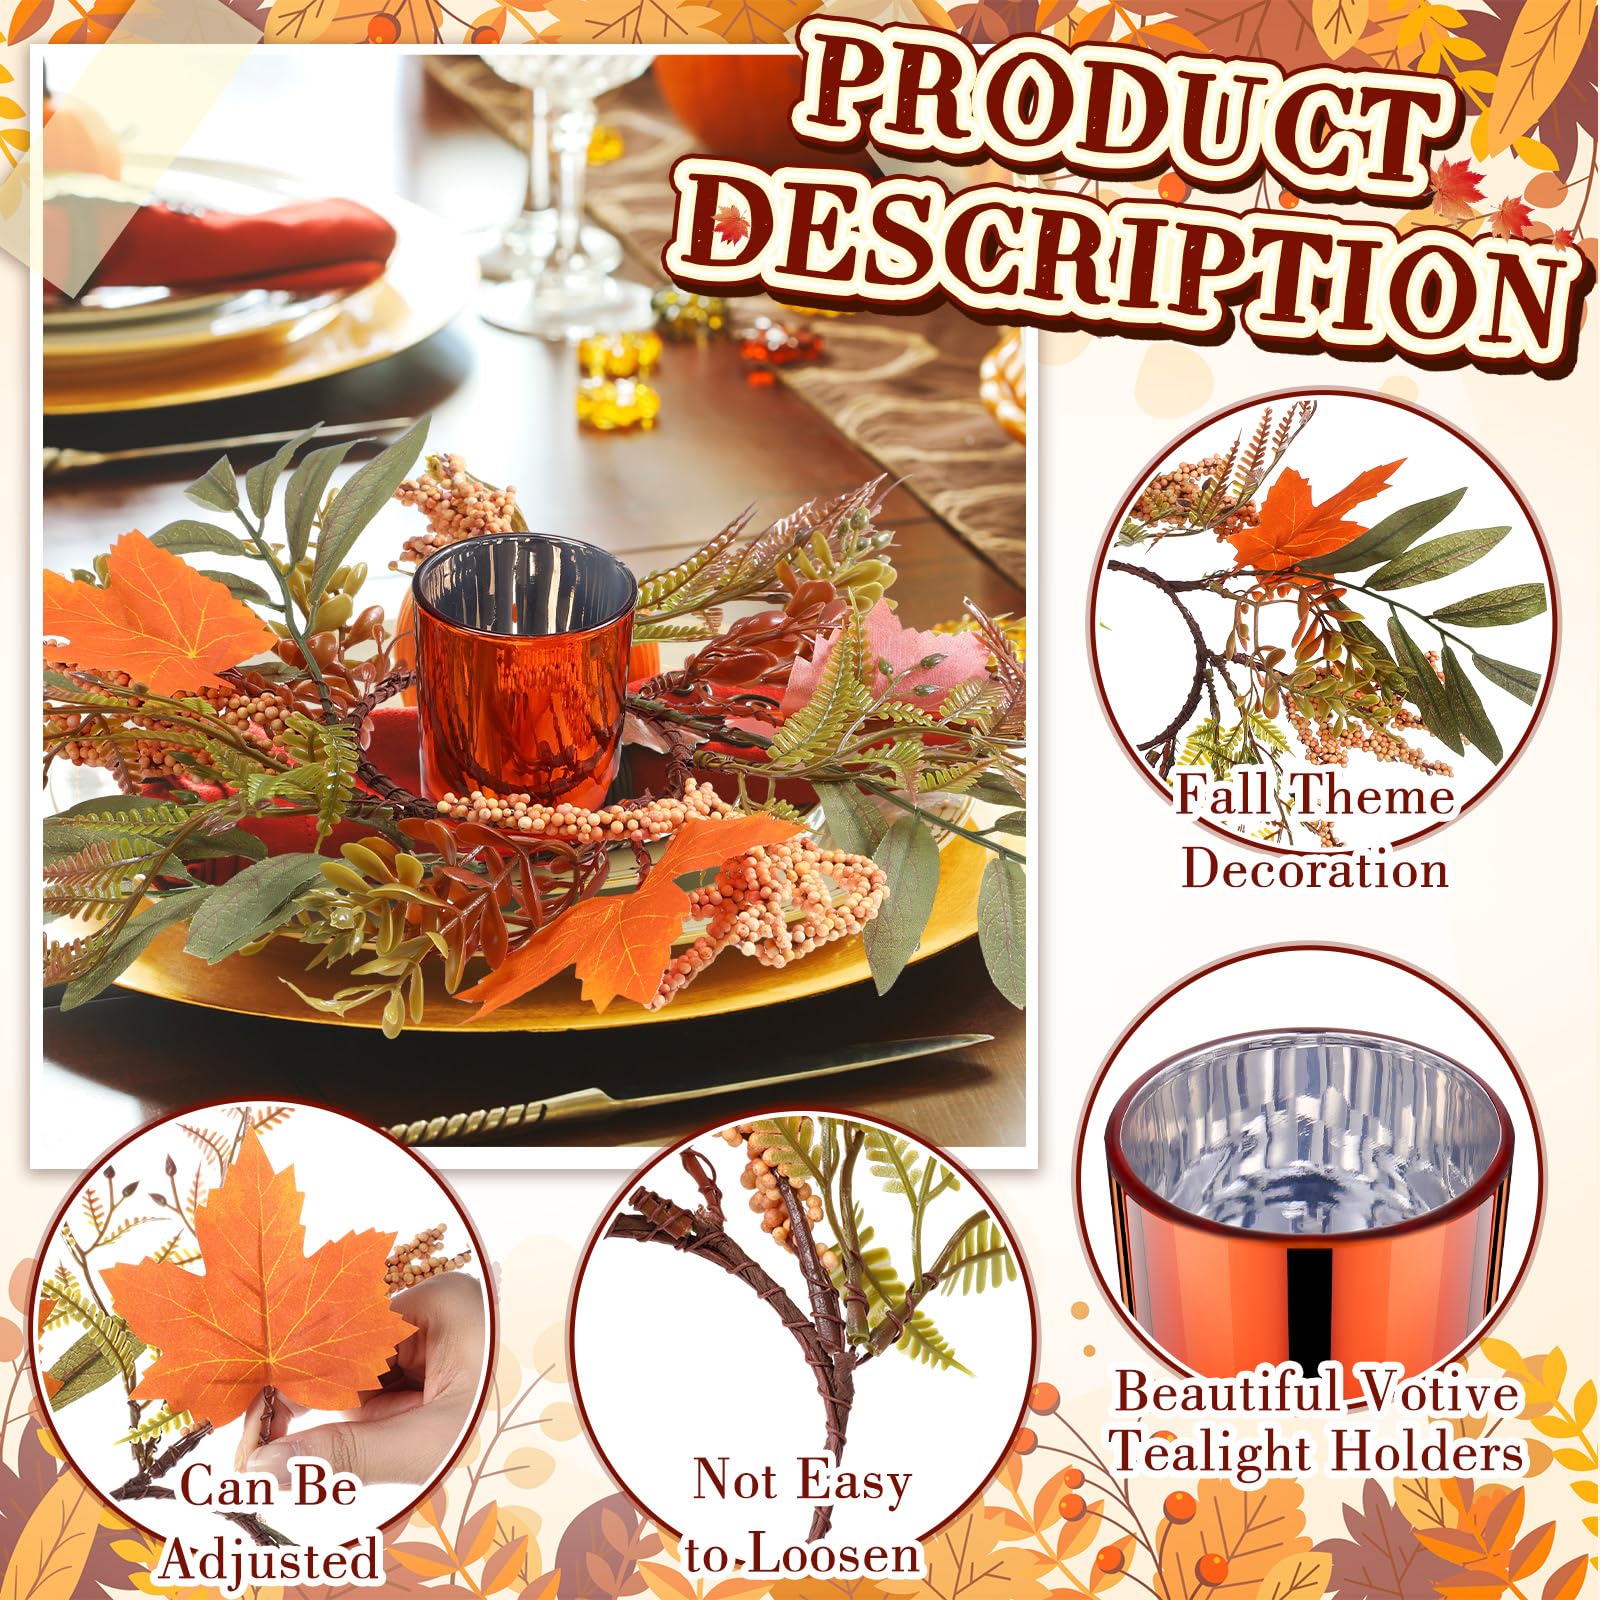 PRODUCT
DESCRIPTION
Fall Theme
Decoration
Beautiful Votive
Tealight Holders
Can Be
Adjusted
Not Easy
to Loosen